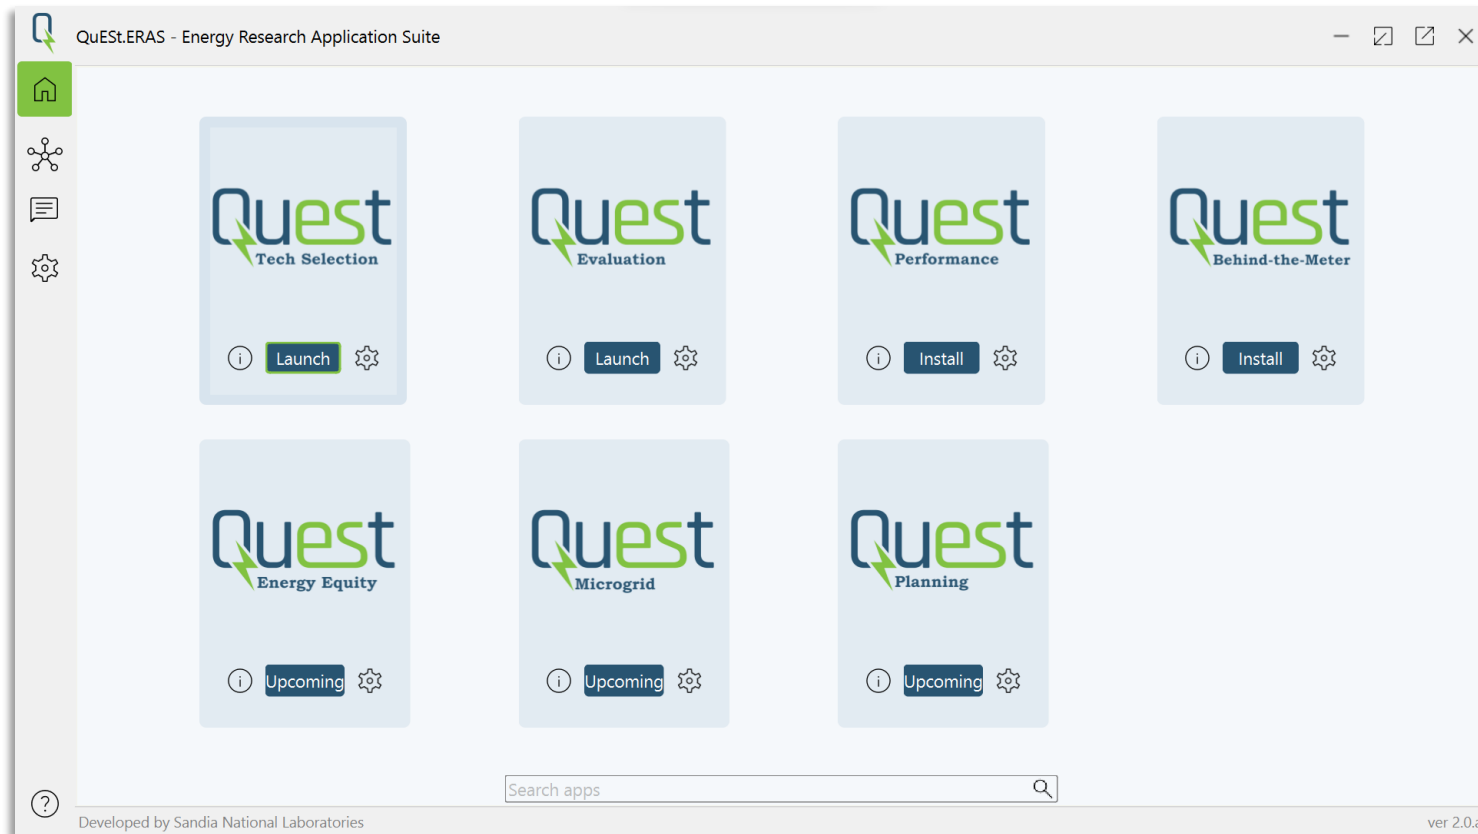 QuESt.ERAS - Energy Research Application Suite
Quest
Tech Selection
Launch
Quest
Evaluation
Launch
Quest
Performance
Install
Quest
Behind-the-Meter
Install
Quest
Energy Equity
Upcoming
Quest
Microgrid
Upcoming
Quest
Planning
Upcoming
Search apps
Developed by Sandia National Laboratories
ver 2.0.a